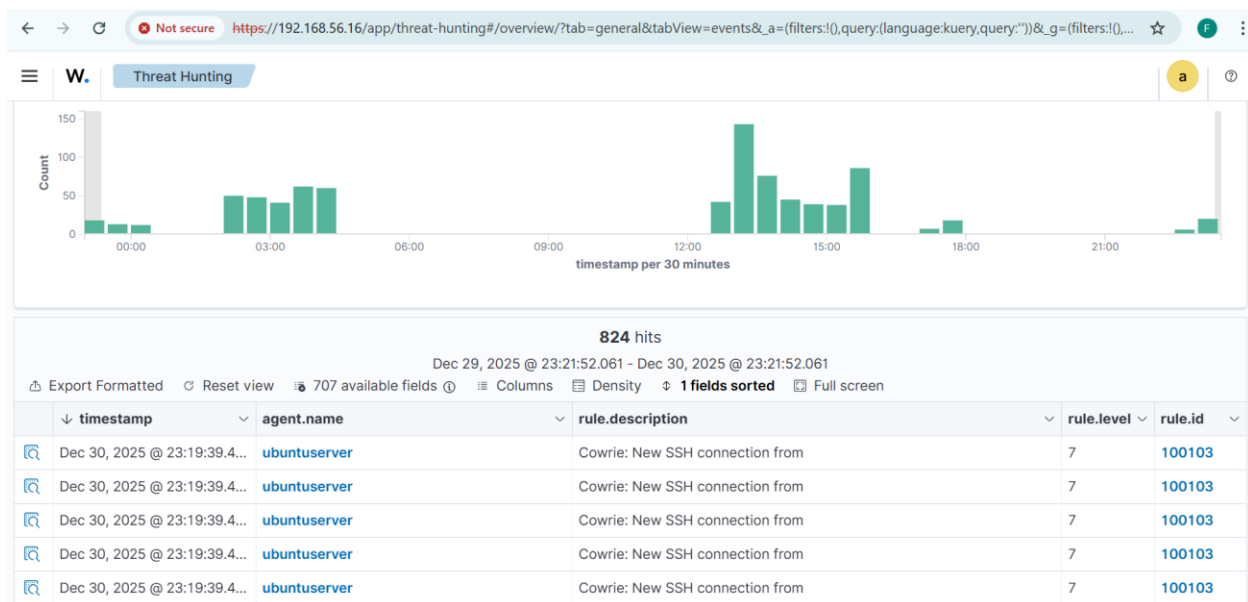 Not secure https://192.168.56.16/app/threat-hunting#/overview/?tab=general&tabView=events&_a=(filters:!(),query:(language:kuery,query:''))&_g=(filters:!(),... F
W. Threat Hunting a
150
100
50
0
Count
00:00 03:00 06:00 09:00 12:00 15:00 18:00 21:00
timestamp per 30 minutes
824 hits
Dec 29, 2025 @ 23:21:52.061 - Dec 30, 2025 @ 23:21:52.061
Export Formatted Reset view 707 available fields Columns Density 1 fields sorted Full screen
timestamp agent.name rule.description rule.level rule.id
Dec 30, 2025 @ 23:19:39.4... ubuntuserver Cowrie: New SSH connection from 7 100103
Dec 30, 2025 @ 23:19:39.4... ubuntuserver Cowrie: New SSH connection from 7 100103
Dec 30, 2025 @ 23:19:39.4... ubuntuserver Cowrie: New SSH connection from 7 100103
Dec 30, 2025 @ 23:19:39.4... ubuntuserver Cowrie: New SSH connection from 7 100103
Dec 30, 2025 @ 23:19:39.4... ubuntuserver Cowrie: New SSH connection from 7 100103